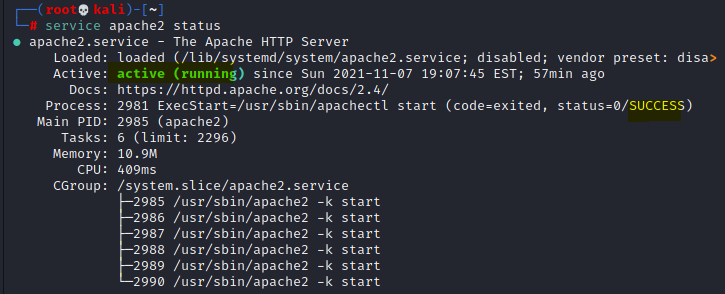 ┌──(root💀kali)-[~]
└─# service apache2 status
● apache2.service - The Apache HTTP Server
     Loaded: loaded (/lib/systemd/system/apache2.service; disabled; vendor preset: disa>
     Active: active (running) since Sun 2021-11-07 19:07:45 EST; 57min ago
       Docs: https://httpd.apache.org/docs/2.4/
    Process: 2981 ExecStart=/usr/sbin/apachectl start (code=exited, status=0/SUCCESS)
   Main PID: 2985 (apache2)
      Tasks: 6 (limit: 2296)
     Memory: 10.9M
        CPU: 409ms
     CGroup: /system.slice/apache2.service
             ├─2985 /usr/sbin/apache2 -k start
             ├─2986 /usr/sbin/apache2 -k start
             ├─2987 /usr/sbin/apache2 -k start
             ├─2988 /usr/sbin/apache2 -k start
             ├─2989 /usr/sbin/apache2 -k start
             └─2990 /usr/sbin/apache2 -k start